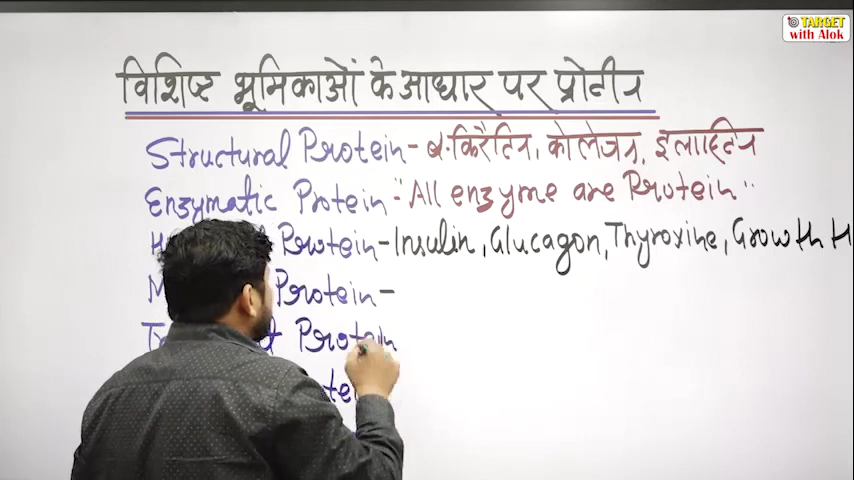 TARGET
with Alok
विशिष्ट भूमिकाओं के आधार पर प्रोटीन
Structural Protein - α-किरैटिन, कोलेजन, इलास्टिन
Enzymatic Protein - "All enzyme are Protein"
Protein - Insulin, Glucagon, Thyroxine, Growth H
Protein -
Protein